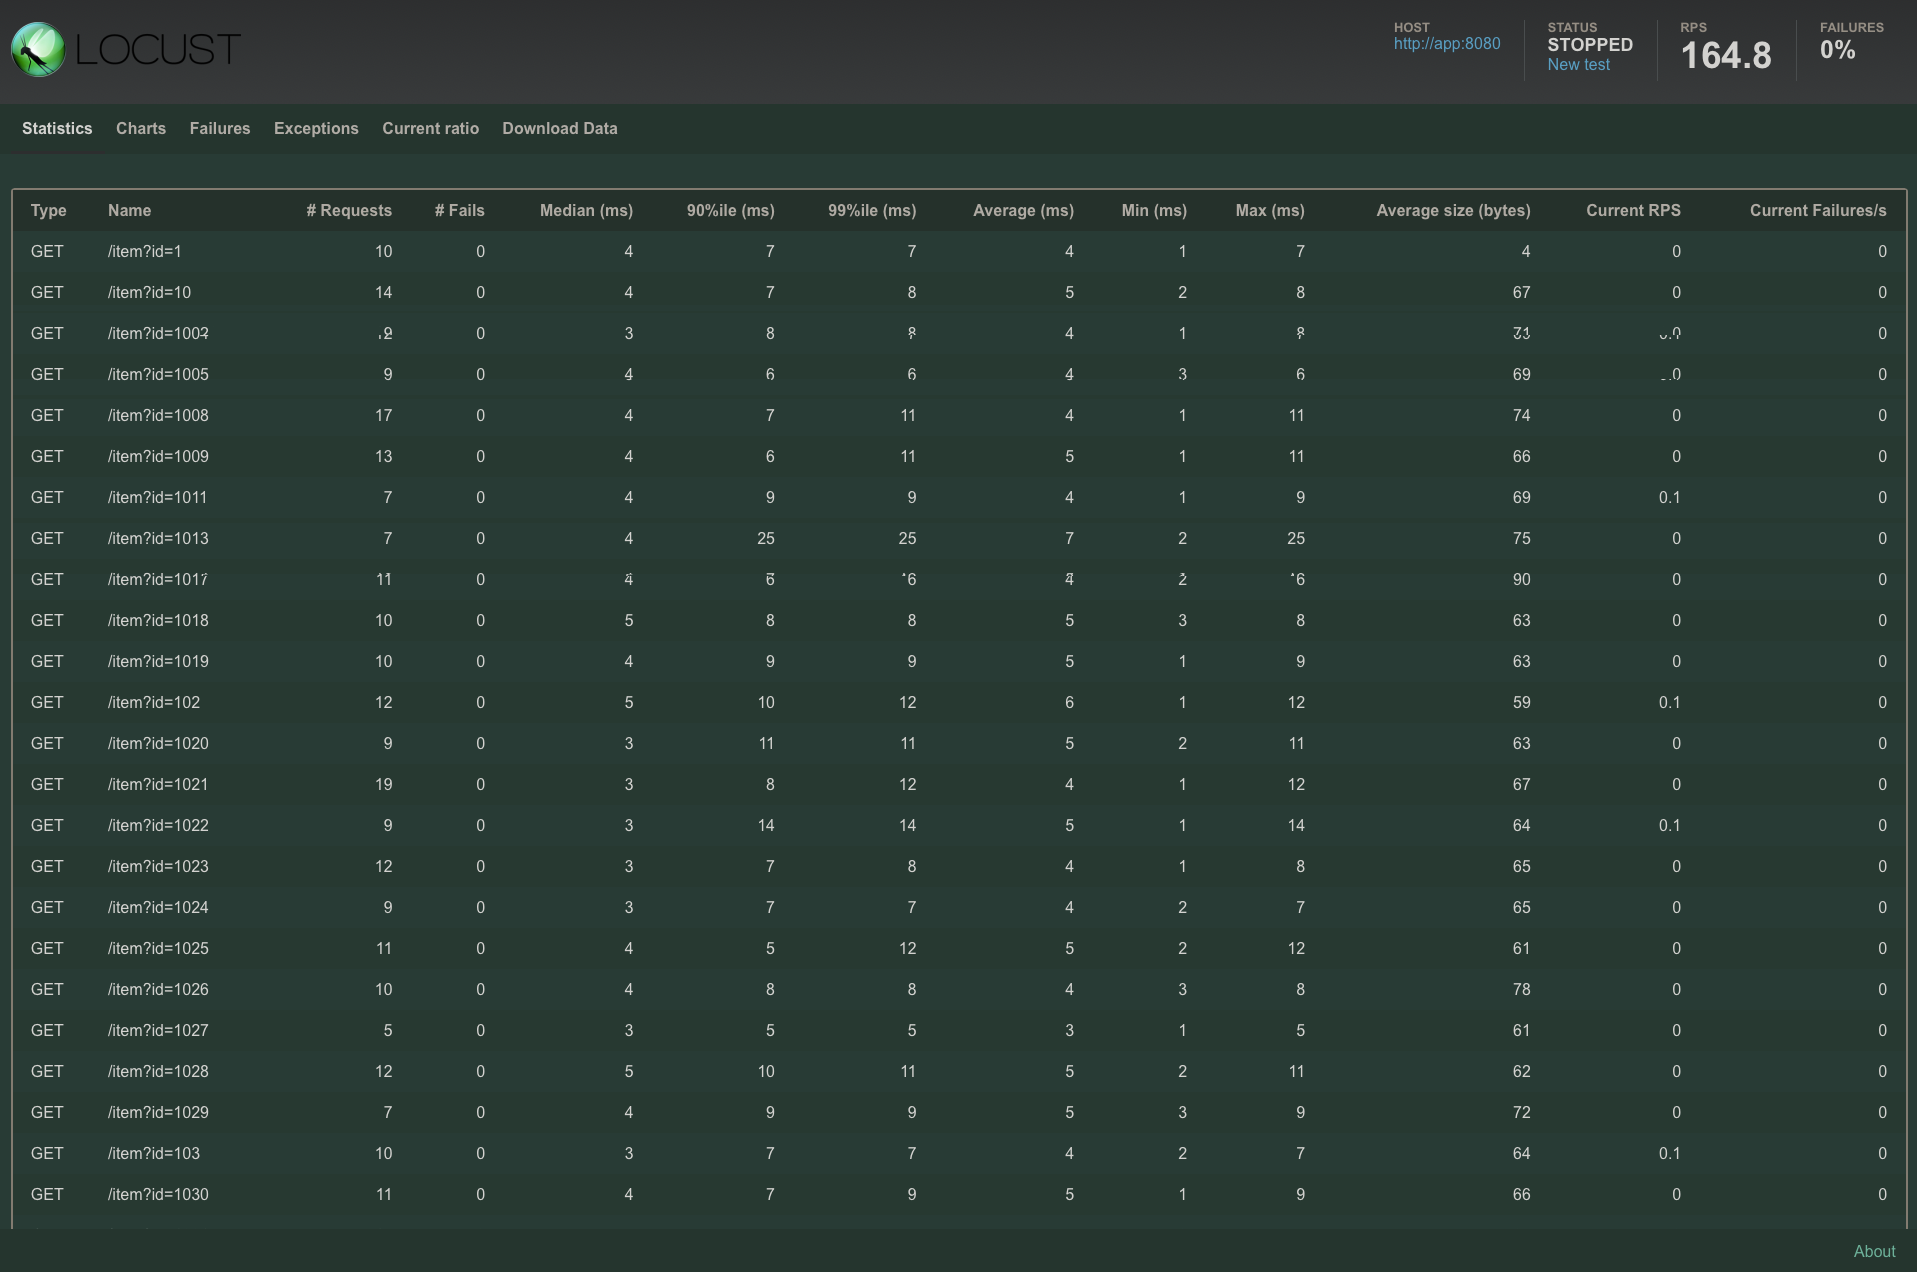 LOCUST
HOST
http://app:8080
STATUS
STOPPED
New test
RPS
164.8
FAILURES
0%
Statistics Charts Failures Exceptions Current ratio Download Data
Type Name # Requests # Fails Median (ms) 90%ile (ms) 99%ile (ms) Average (ms) Min (ms) Max (ms) Average size (bytes) Current RPS Current Failures/s
GET /item?id=1 10 0 4 7 7 4 1 7 4 0 0
GET /item?id=10 14 0 4 7 8 5 2 8 67 0 0
GET 0 3 8 8 4 1 8 0
GET /item?id=1005 9 0 4 6 6 4 3 6 69 0
GET /item?id=1008 17 0 4 7 11 4 1 11 74 0 0
GET /item?id=1009 13 0 4 6 11 5 1 11 66 0 0
GET /item?id=1011 7 0 4 9 9 4 1 9 69 0.1 0
GET /item?id=1013 7 0 4 25 25 7 2 25 75 0 0
GET /item?id=1017 11 0 90 0 0
GET /item?id=1018 10 0 5 8 8 5 3 8 63 0 0
GET /item?id=1019 10 0 4 9 9 5 1 9 63 0 0
GET /item?id=102 12 0 5 10 12 6 1 12 59 0.1 0
GET /item?id=1020 9 0 3 11 11 5 2 11 63 0 0
GET /item?id=1021 19 0 3 8 12 4 1 12 67 0 0
GET /item?id=1022 9 0 3 14 14 5 1 14 64 0.1 0
GET /item?id=1023 12 0 3 7 8 4 1 8 65 0 0
GET /item?id=1024 9 0 3 7 7 4 2 7 65 0 0
GET /item?id=1025 11 0 4 5 12 5 2 12 61 0 0
GET /item?id=1026 10 0 4 8 8 4 3 8 78 0 0
GET /item?id=1027 5 0 3 5 5 3 1 5 61 0 0
GET /item?id=1028 12 0 5 10 11 5 2 11 62 0 0
GET /item?id=1029 7 0 4 9 9 5 3 9 72 0 0
GET /item?id=103 10 0 3 7 7 4 2 7 64 0.1 0
GET /item?id=1030 11 0 4 7 9 5 1 9 66 0 0
About